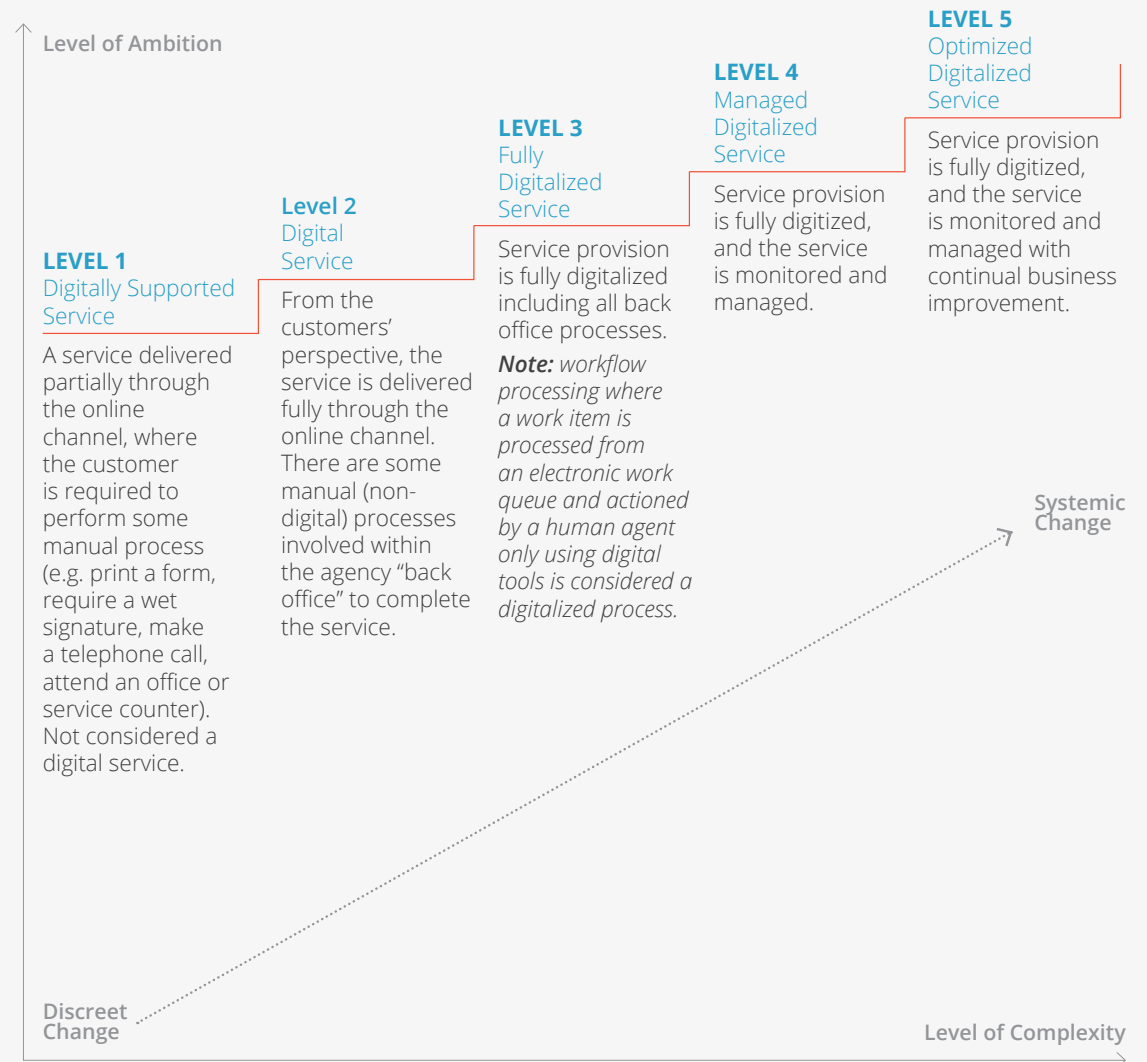 Level of Ambition
LEVEL 1
Digitally Supported
Service
A service delivered
partially through
the online
channel, where
the customer
is required to
perform some
manual process
(e.g. print a form,
require a wet
signature, make
a telephone call,
attend an office or
service counter).
Not considered a
digital service.
Level 2
Digital
Service
From the
customers’
perspective, the
service is delivered
fully through the
online channel.
There are some
manual (non-
digital) processes
involved within
the agency “back
office” to complete
the service.
LEVEL 3
Fully
Digitalized
Service
Service provision
is fully digitalized
including all back
office processes.
Note: workflow
processing where
a work item is
processed from
an electronic work
queue and actioned
by a human agent
only using digital
tools is considered a
digitalized process.
LEVEL 4
Managed
Digitalized
Service
Service provision
is fully digitized,
and the service
is monitored and
managed.
LEVEL 5
Optimized
Digitalized
Service
Service provision
is fully digitized,
and the service
is monitored and
managed with
continual business
improvement.
Systemic
Change
Discreet
Change
Level of Complexity